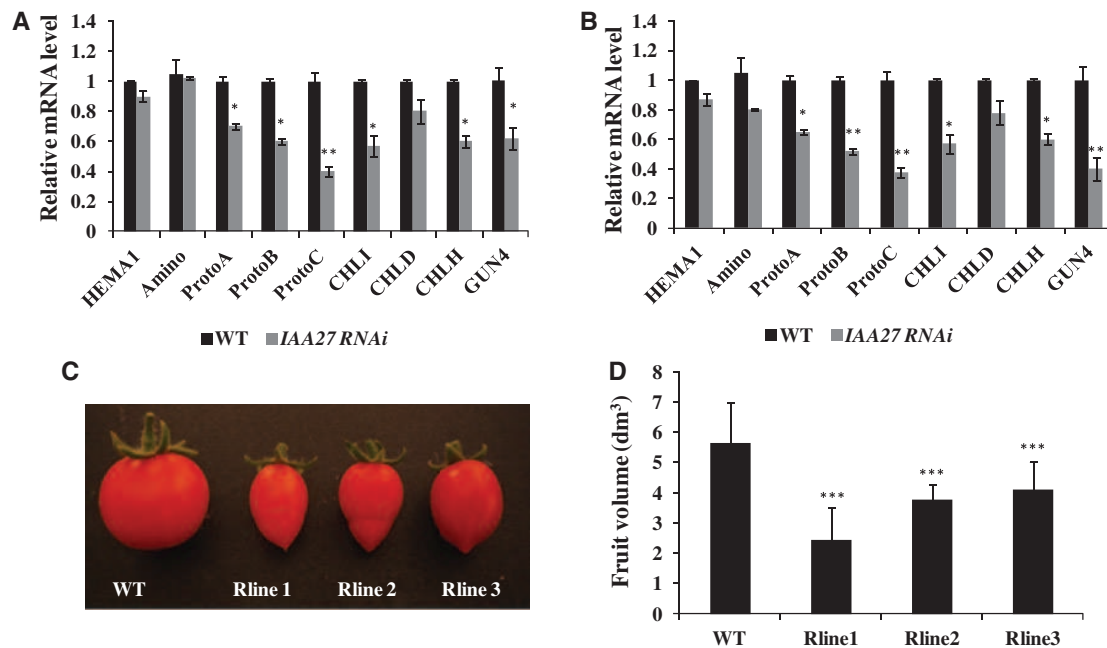 A
Relative mRNA level
1.4
1.2
1
0.8
0.6
0.4
0.2
0
*
*
**
*
*
*
HEMA1
Amino
ProtoA
ProtoB
ProtoC
CHLI
CHLD
CHLH
GUN4
WT IAA27 RNAi
B
Relative mRNA level
1.4
1.2
1
0.8
0.6
0.4
0.2
0
*
**
**
*
*
**
HEMA1
Amino
ProtoA
ProtoB
ProtoC
CHLI
CHLD
CHLH
GUN4
WT IAA27 RNAi
C
WT Rline 1 Rline 2 Rline 3
D
Fruit volume (dm³)
8
7
6
5
4
3
2
1
0
***
***
***
WT Rline1 Rline2 Rline3